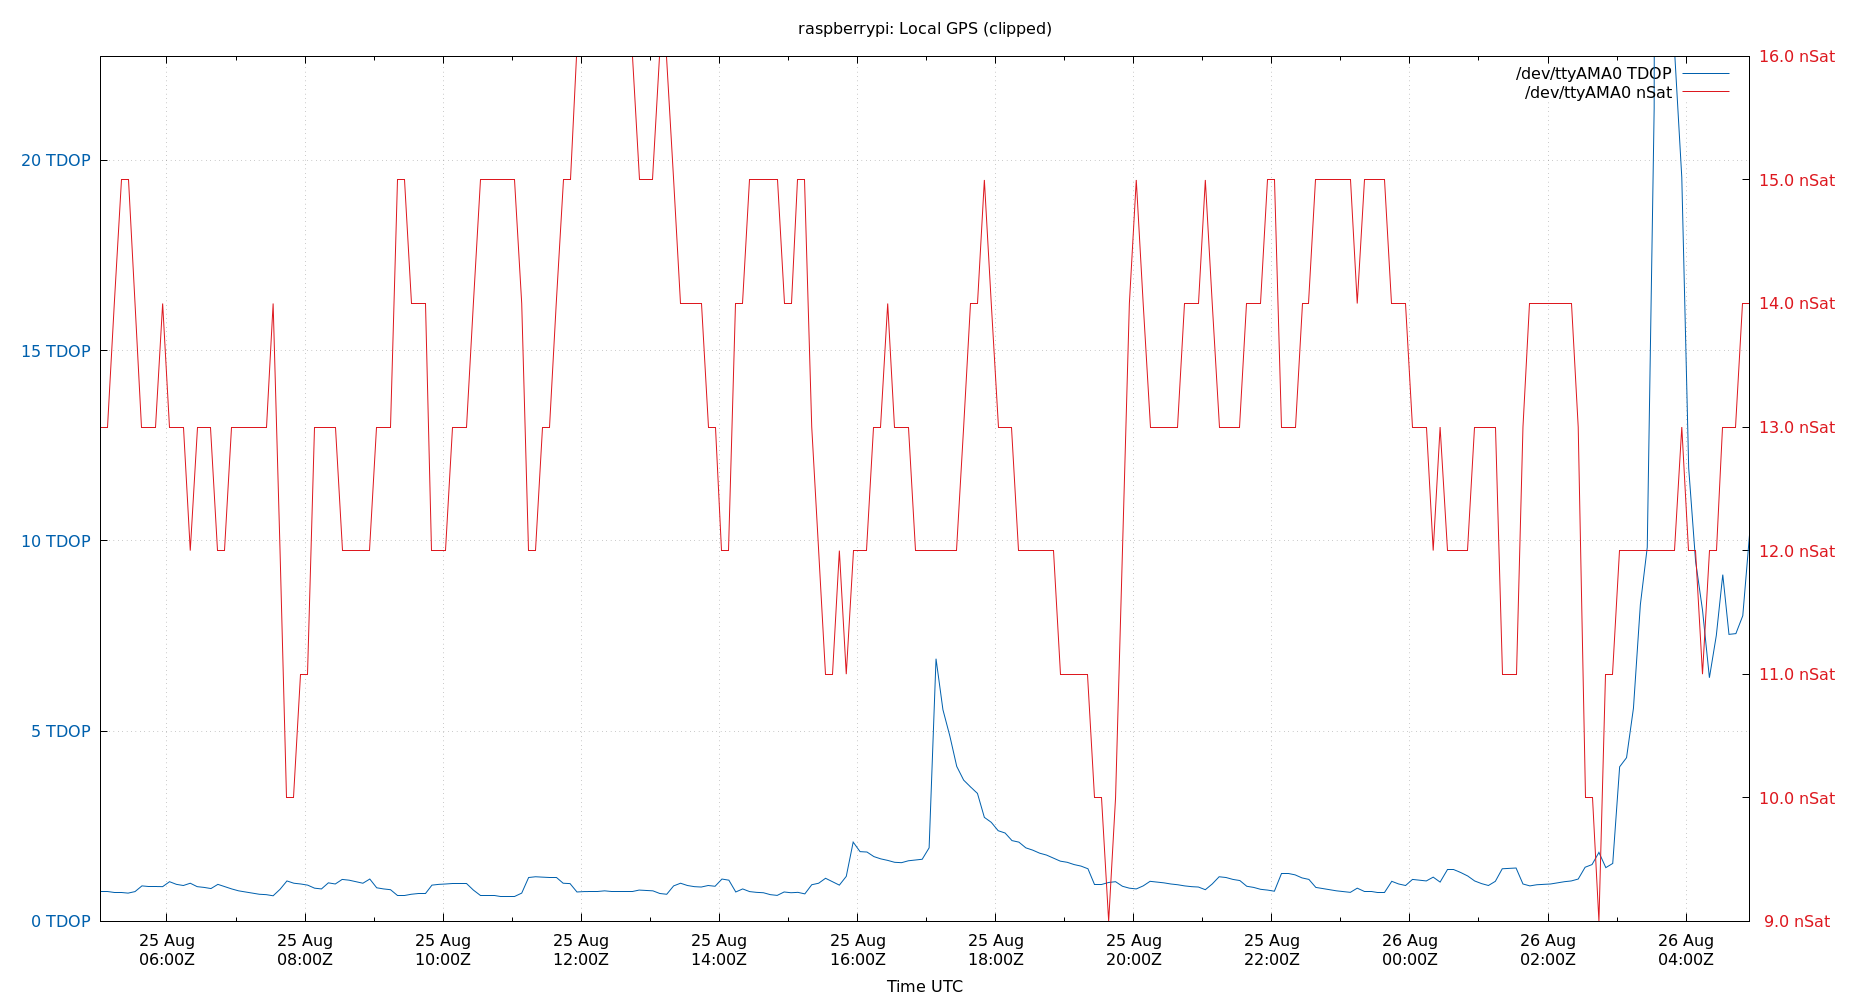 raspberrypi: Local GPS (clipped)
/dev/ttyAMA0 TDOP
/dev/ttyAMA0 nSat
20 TDOP
15 TDOP
10 TDOP
5 TDOP
0 TDOP
16.0 nSat
15.0 nSat
14.0 nSat
13.0 nSat
12.0 nSat
11.0 nSat
10.0 nSat
9.0 nSat
25 Aug 25 Aug 25 Aug 25 Aug 25 Aug 25 Aug 25 Aug 25 Aug 25 Aug 26 Aug 26 Aug 26 Aug
06:00Z 08:00Z 10:00Z 12:00Z 14:00Z 16:00Z 18:00Z 20:00Z 22:00Z 00:00Z 02:00Z 04:00Z
Time UTC